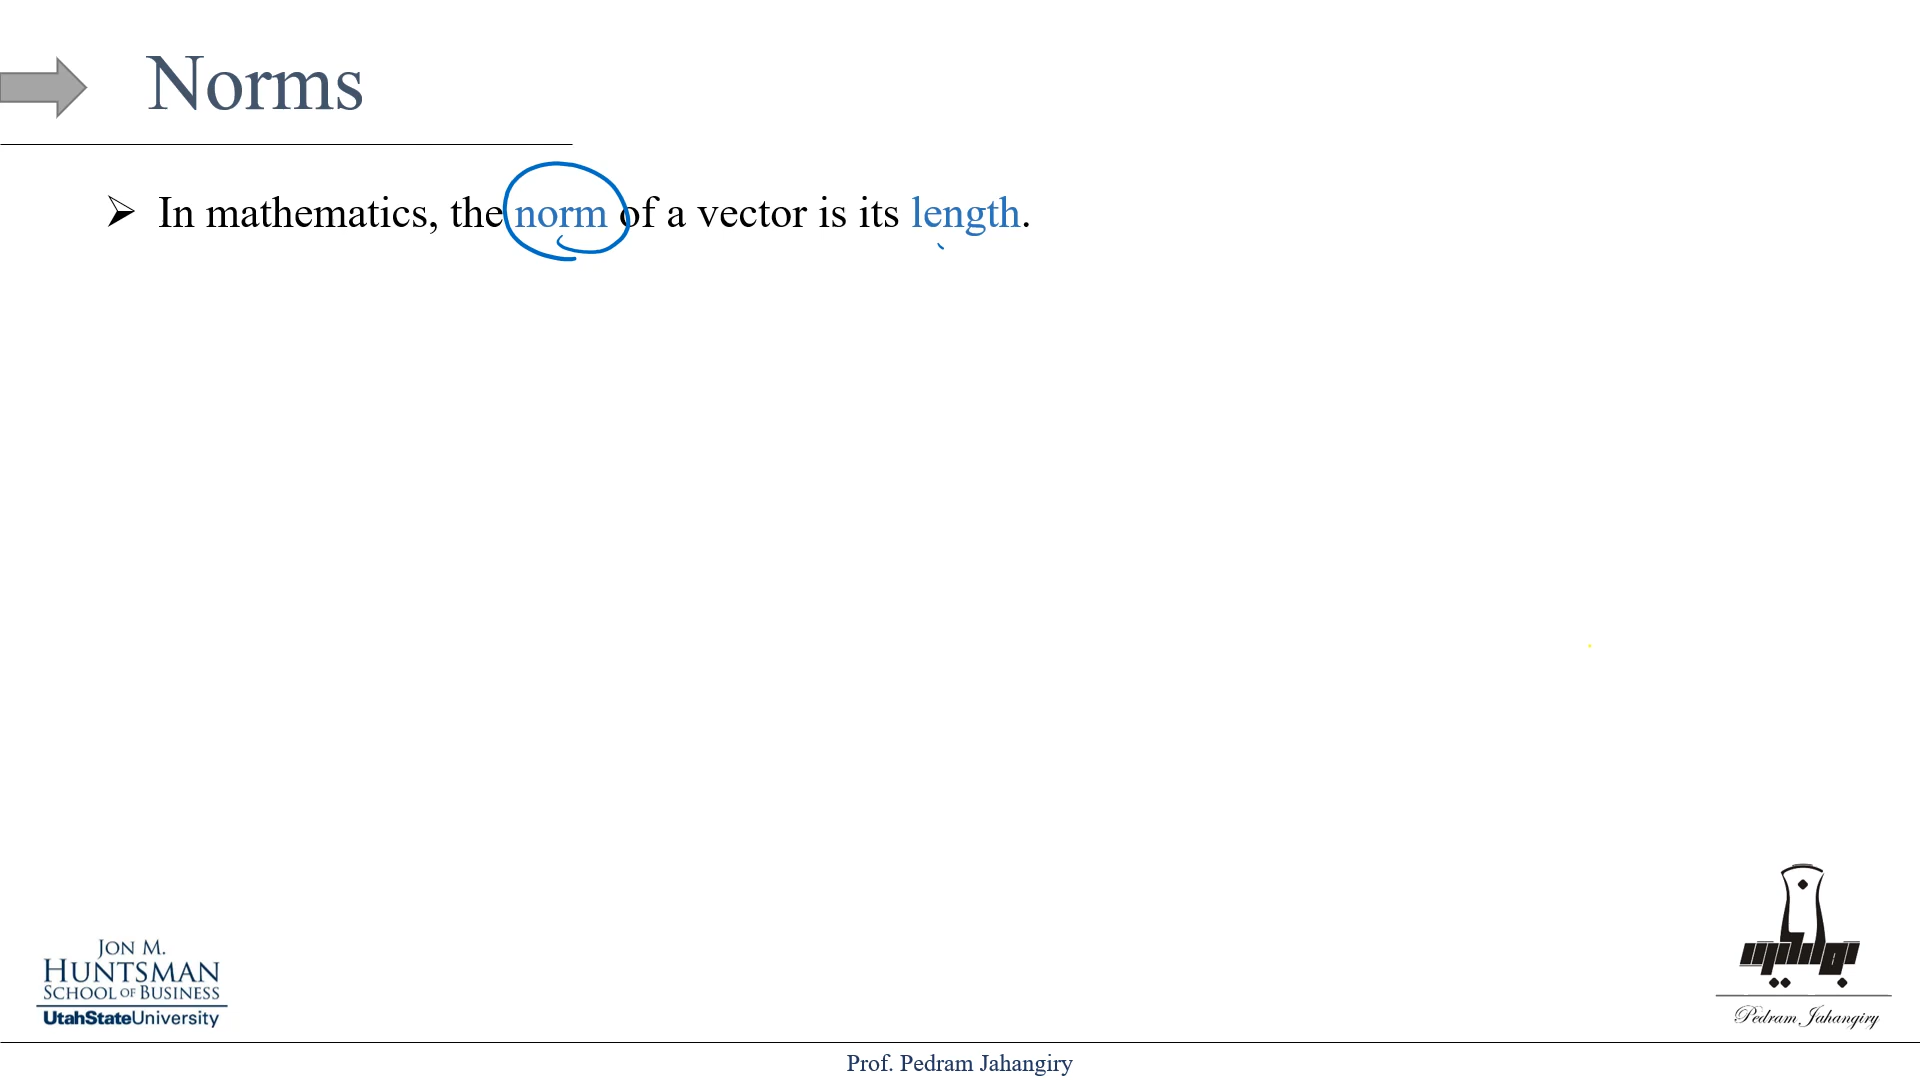 Norms
➢ In mathematics, the norm of a vector is its length.
JON M.
HUNTSMAN
SCHOOL OF BUSINESS
UtahStateUniversity
Pedram Jahangiry
Prof. Pedram Jahangiry